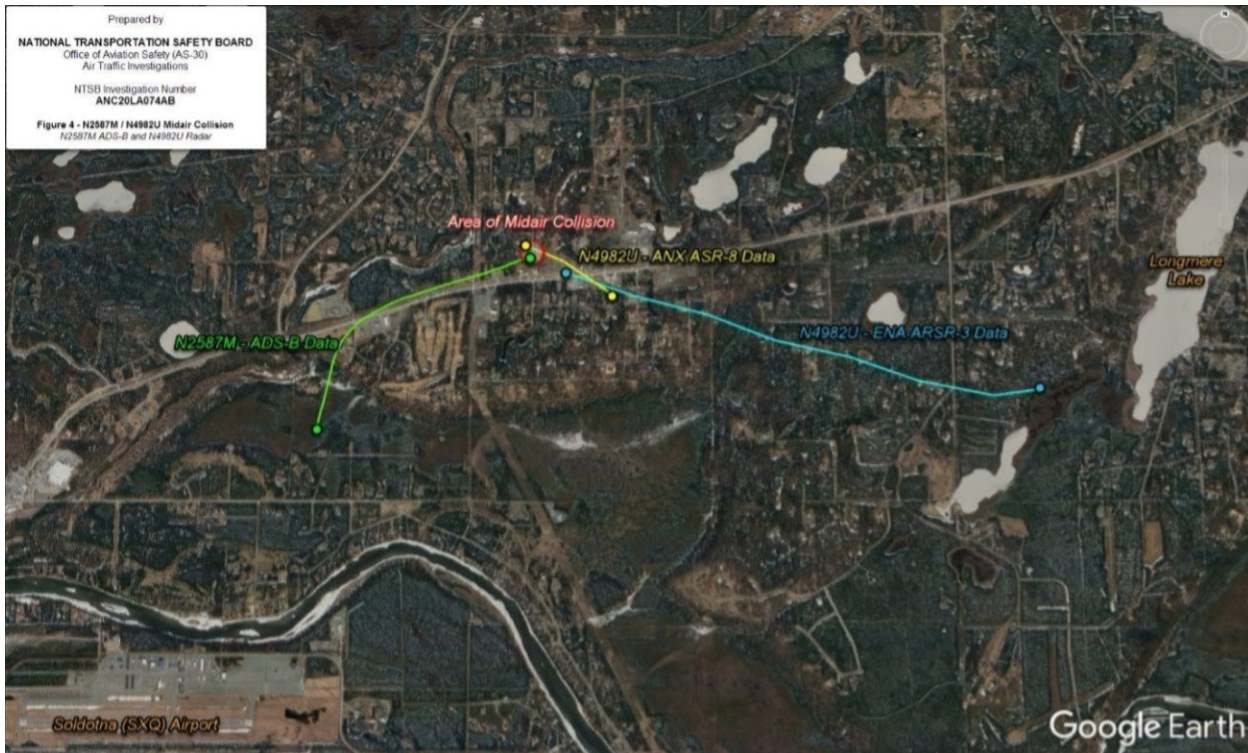 Prepared by
NATIONAL TRANSPORTATION SAFETY BOARD
Office of Aviation Safety (AS-30)
Air Traffic Investigations
NTSB Investigation Number
ANC20LA074AB
Figure 4 - N2587M / N4982U Midair Collision
N2587M ADS-B and N4982U Radar
N
Area of Midair Collision
N4982U - ANX ASR-8 Data
Longmere
Lake
N4982U - ENA ARSR-3 Data
N2587M - ADS-B Data
Soldotna (SXQ) Airport
Google Earth